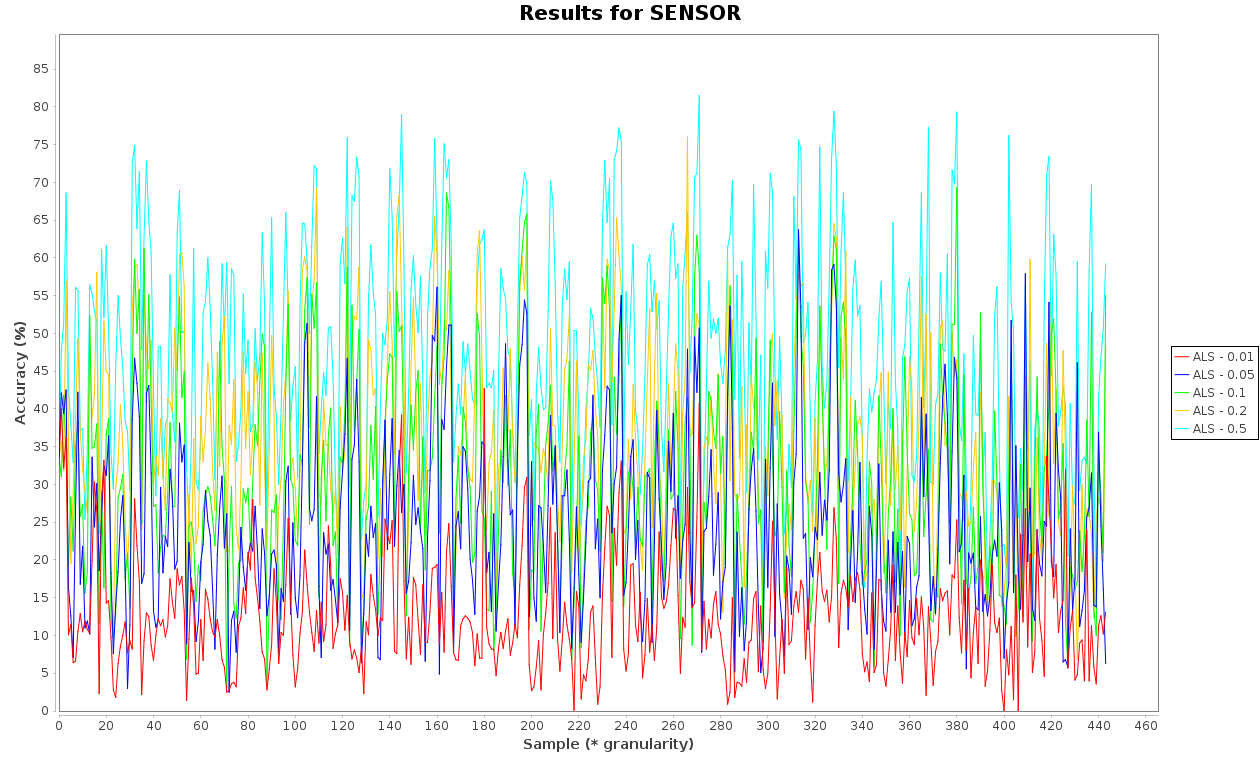 Results for SENSOR
85
80
75
70
65
60
55
50
45
40
35
30
25
20
15
10
5
0
Accuracy (%)
0 20 40 60 80 100 120 140 160 180 200 220 240 260 280 300 320 340 360 380 400 420 440 460
Sample (* granularity)
ALS - 0.01
ALS - 0.05
ALS - 0.1
ALS - 0.2
ALS - 0.5